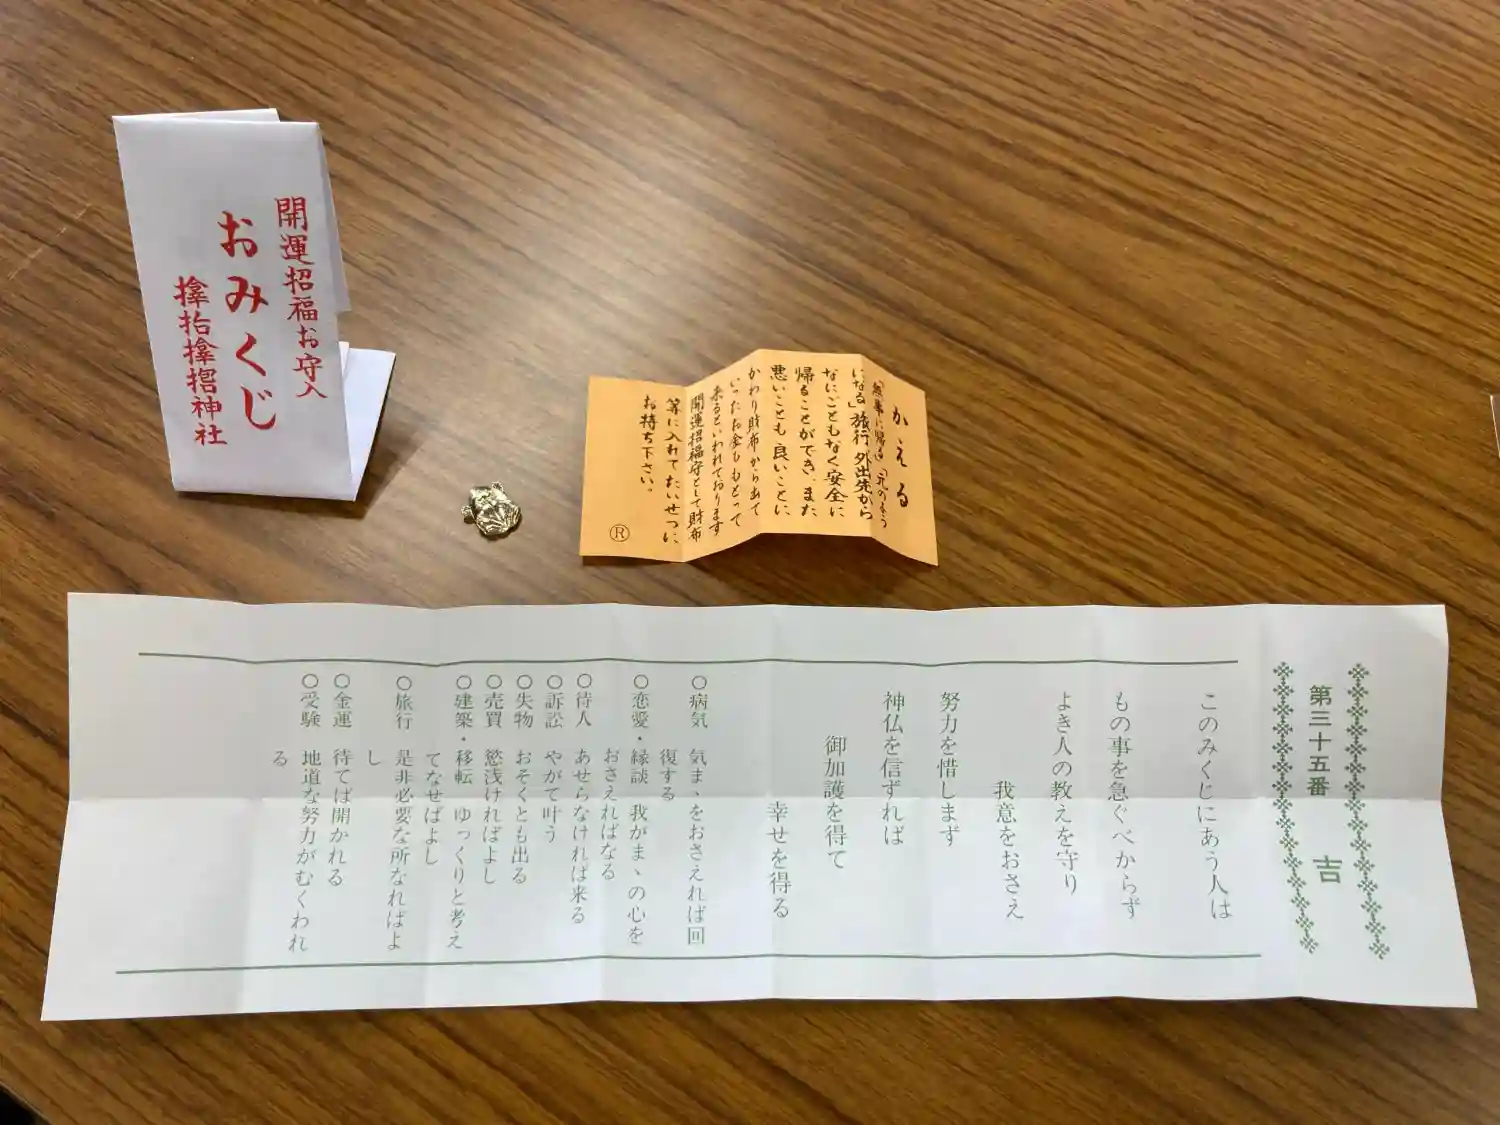 開運招福お守入
おみくじ
𪮷抬𪮷𪮇神社
かえる
「無事に帰る」「元のよう
になる」旅行 外出先から
なにごともなく安全に
帰ることができ、また
悪いことも良いことに
かわり財布からあて
いったお金ももどって
来るといわれております
開運招福守として財布
等に入れてたいせつに
お持ち下さい。
Ⓡ
第三十五番 吉
このみくじにあう人は
もの事を急ぐべからず
よき人の教えを守り
我意をおさえ
努力を惜しまず
神仏を信ずれば
御加護を得て
幸せを得る
○病気 気まゝをおさえれば回
復する
○恋愛・縁談 我がまゝの心を
おさえればなる
○待人 あせらなければ来る
○訴訟 やがて叶う
○失物 おそくとも出る
○売買 慾浅ければよし
○建築・移転 ゆっくりと考え
てなせばよし
○旅行 是非必要な所なればよ
し
○金運 待てば開かれる
○受験 地道な努力がむくわれ
る